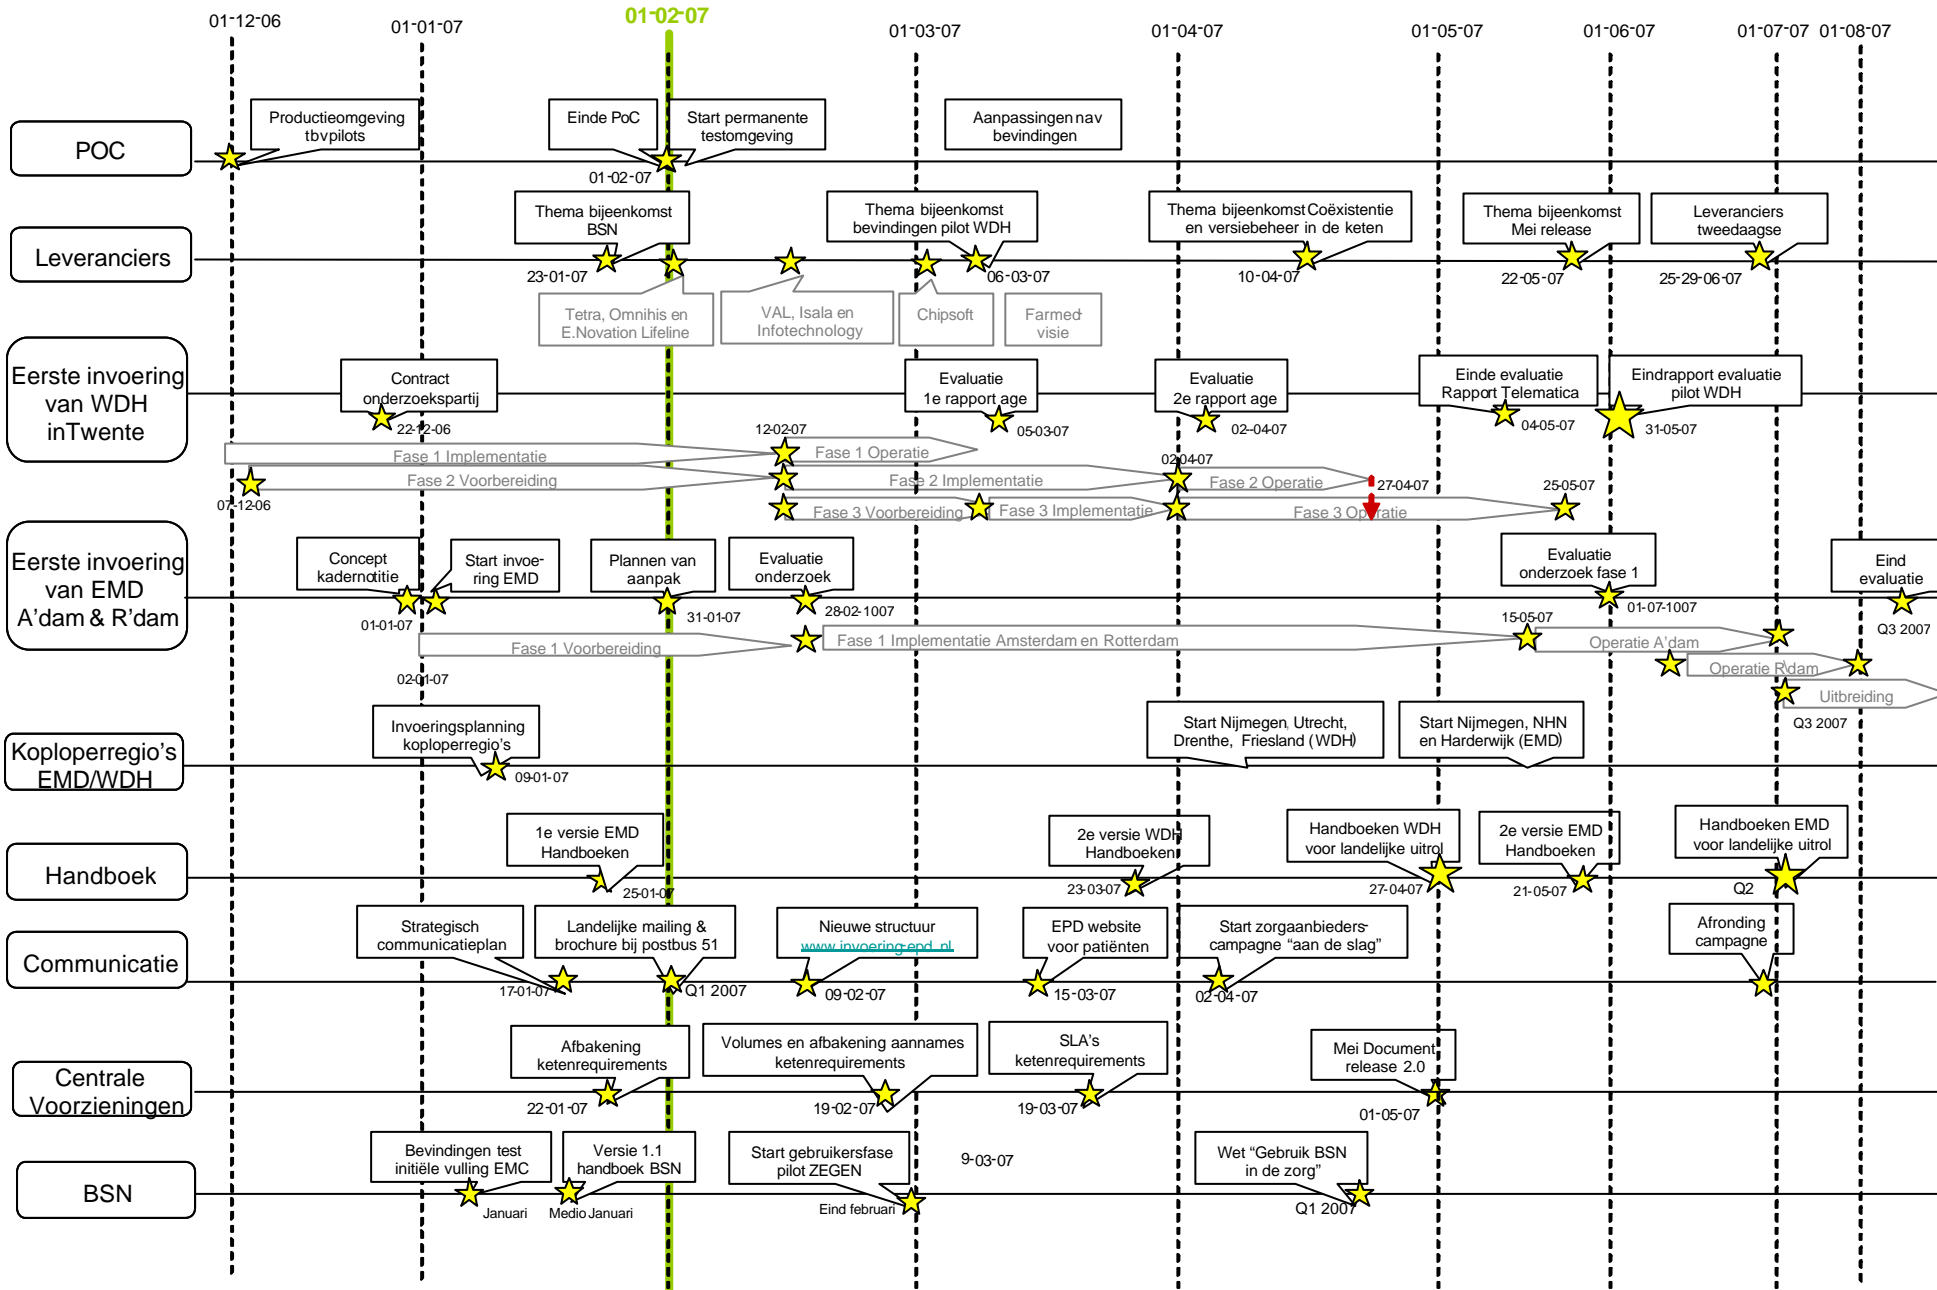 01-12-06
01-01-07
01-02-07
01-03-07
01-04-07
01-05-07
01-06-07
01-07-07
01-08-07
POC
Productieomgeving
tbvpilots
Einde PoC
01-02-07
Start permanente
testomgeving
Aanpassingen nav
bevindingen
Leveranciers
Thema bijeenkomst
BSN
23-01-07
Thema bijeenkomst
bevindingen pilot WDH
06-03-07
Thema bijeenkomst Coëxistentie
en versiebeheer in de keten
10-04-07
Thema bijeenkomst
Mei release
22-05-07
Leveranciers
tweedaagse
25-29-06-07
Tetra, Omnihis en
E.Novation Lifeline
VAL, Isala en
Infotechnology
Chipsoft
Farmed-
visie
Eerste invoering
van WDH
inTwente
Contract
onderzoekspartij
22-12-06
Evaluatie
1e rapport age
05-03-07
Evaluatie
2e rapport age
02--04-07
Einde evaluatie
Rapport Telematica
04-05-07
Eindrapport evaluatie
pilot WDH
31-05-07
12-02-07
Fase 1 Implementatie
Fase 1 Operatie
02-04-07
07-12-06
Fase 2 Voorbereiding
Fase 2 Implementatie
Fase 2 Operatie
27-04-07
25-05-07
Fase 3 Voorbereiding
Fase 3 Implementatie
Fase 3 Operatie
Eerste invoering
van EMD
A'dam & R'dam
Concept
kadernotitie
01-01-07
Start invoe-
ring EMD
Plannen van
aanpak
31-01-07
Evaluatie
onderzoek
28-02-1007
Evaluatie
onderzoek fase 1
01-07-1007
Eind
evaluatie
Q3 2007
02-01-07
Fase 1 Voorbereiding
Fase 1 Implementatie Amsterdam en Rotterdam
15-05-07
Operatie A'dam
Operatie R'dam
Uitbreiding
Q3 2007
Koploperregio's
EMD/WDH
Invoeringsplanning
koploperregio's
09-01-07
Start Nijmegen, Utrecht,
Drenthe, Friesland (WDH)
Start Nijmegen, NHN
en Harderwijk (EMD)
Handboek
1e versie EMD
Handboeken
25-01-07
2e versie WDH
Handboeken
23-03-07
Handboeken WDH
voor landelijke uitrol
27-04-07
2e versie EMD
Handboeken
21-05-07
Handboeken EMD
voor landelijke uitrol
Q2
Communicatie
Strategisch
communicatieplan
17-01-07
Landelijke mailing &
brochure bij postbus 51
Q1 2007
Nieuwe structuur
www.invoering-epd.nl
09-02-07
EPD website
voor patiënten
15-03-07
Start zorgaanbieders-
campagne “aan de slag”
02-04-07
Afronding
campagne
Centrale
Voorzieningen
Afbakening
ketenrequirements
22-01-07
Volumes en afbakening aannames
ketenrequirements
19-02-07
SLA's
ketenrequirements
19-03-07
Mei Document
release 2.0
01-05-07
BSN
Bevindingen test
initiële vulling EMC
Januari
Versie 1.1
handboek BSN
Medio Januari
Start gebruikersfase
pilot ZEGEN
Eind februari
9-03-07
Wet “Gebruik BSN
in de zorg”
Q1 2007